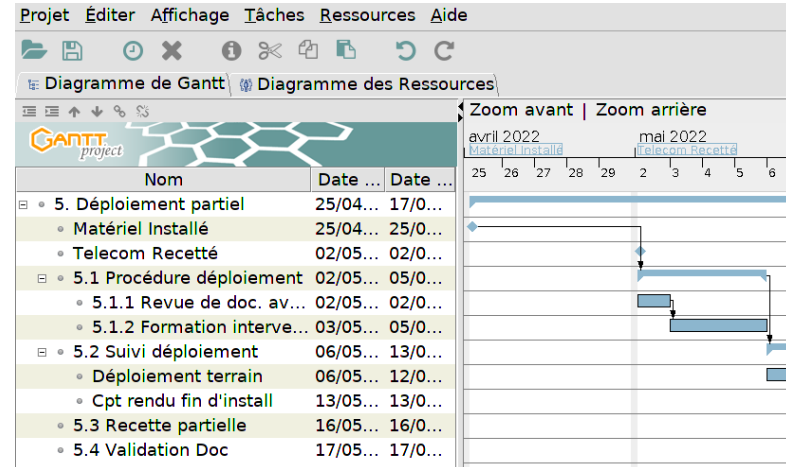 Projet Éditer Affichage Tâches Ressources Aide
Diagramme de Gantt Diagramme des Ressources
Zoom avant | Zoom arrière
GANTT project
avril 2022 mai 2022
Matériel Installé Telecom Recetté
25 26 27 28 29 2 3 4 5 6
Nom Date ... Date ...
5. Déploiement partiel 25/04... 17/0...
Matériel Installé 25/04... 25/0...
Telecom Recetté 02/05... 02/0...
5.1 Procédure déploiement 02/05... 05/0...
5.1.1 Revue de doc. av... 02/05... 02/0...
5.1.2 Formation interve... 03/05... 05/0...
5.2 Suivi déploiement 06/05... 13/0...
Déploiement terrain 06/05... 12/0...
Cpt rendu fin d'install 13/05... 13/0...
5.3 Recette partielle 16/05... 16/0...
5.4 Validation Doc 17/05... 17/0...